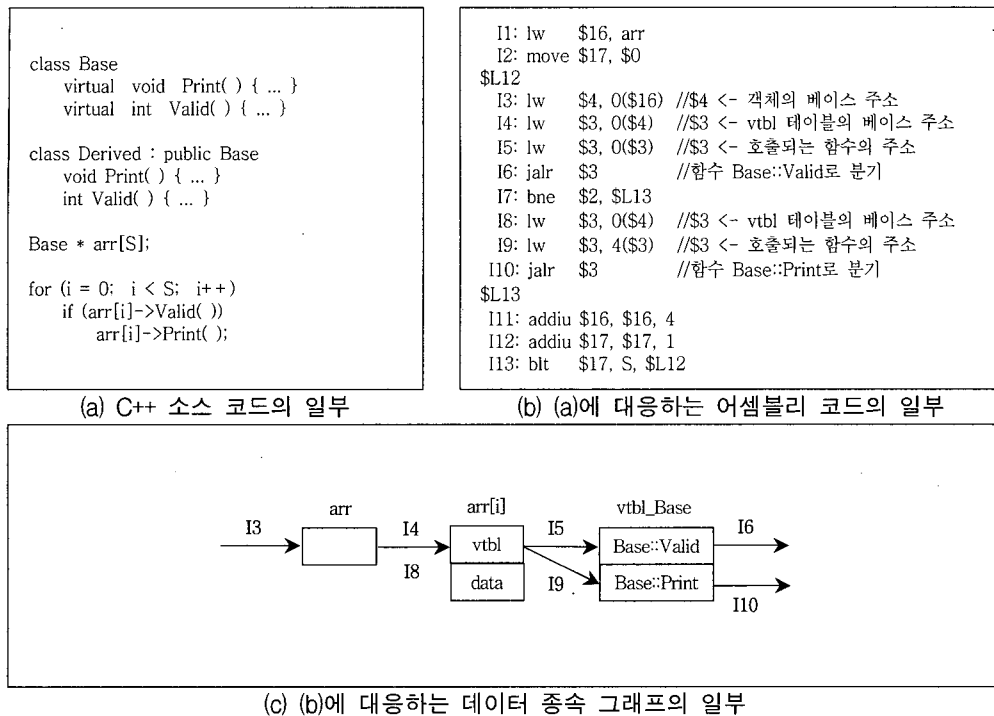 class Base
virtual void Print( ) { ... }
virtual int Valid( ) { ... }
class Derived : public Base
void Print( ) { ... }
int Valid( ) { ... }
Base * arr[S];
for (i = 0; i < S; i++)
if (arr[i]->Valid( ))
arr[i]->Print( );
(a) C++ 소스 코드의 일부
I1: lw $16, arr
I2: move $17, $0
$L12
I3: lw $4, 0($16) //$4 <- 객체의 베이스 주소
I4: lw $3, 0($4) //$3 <- vtbl 테이블의 베이스 주소
I5: lw $3, 0($3) //$3 <- 호출되는 함수의 주소
I6: jalr $3 //함수 Base::Valid로 분기
I7: bne $2, $L13
I8: lw $3, 0($4) //$3 <- vtbl 테이블의 베이스 주소
I9: lw $3, 4($3) //$3 <- 호출되는 함수의 주소
I10: jalr $3 //함수 Base::Print로 분기
$L13
I11: addiu $16, $16, 4
I12: addiu $17, $17, 1
I13: blt $17, S, $L12
(b) (a)에 대응하는 어셈블리 코드의 일부
arr arr[i] vtbl_Base
I3 I4 vtbl I5 Base::Valid I6
I8 data I9 Base::Print I10
(c) (b)에 대응하는 데이터 종속 그래프의 일부